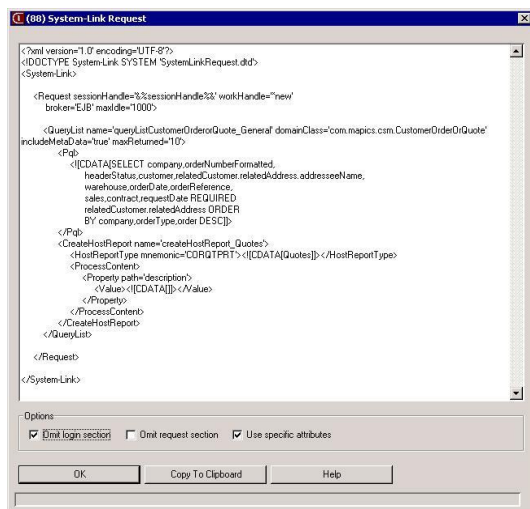 (88) System-Link Request
<?xml version='1.0' encoding='UTF-8'?>
<!DOCTYPE System-Link SYSTEM 'SystemLinkRequest.dtd'>
<System-Link>
<Request sessionHandle='%%sessionHandle%%' workHandle='*new'
broker='EJB' maxIdle='1000'>
<QueryList name='queryListCustomerOrderorQuote_General' domainClass='com.mapics.csm.CustomerOrderOrQuote'
includeMetaData='true' maxReturned='10'>
<Pql>
<![CDATA[SELECT company,orderNumberFormatted,
headerStatus,customer,relatedCustomer.relatedAddress.addresseeName,
warehouse,orderDate,orderReference,
sales,contract,requestDate REQUIRED
relatedCustomer.relatedAddress ORDER
BY company,orderType,order DESC]]>
</Pql>
<CreateHostReport name='createHostReport_Quotes'>
<HostReportType mnemonic='CORQTPRT'><![CDATA[Quotes]]></HostReportType>
<ProcessContent>
<Property path='description'>
<Value><![CDATA[]]></Value>
</Property>
</ProcessContent>
</CreateHostReport>
</QueryList>
</Request>
</System-Link>
Options
Omit login section Omit request section Use specific attributes
OK Copy To Clipboard Help